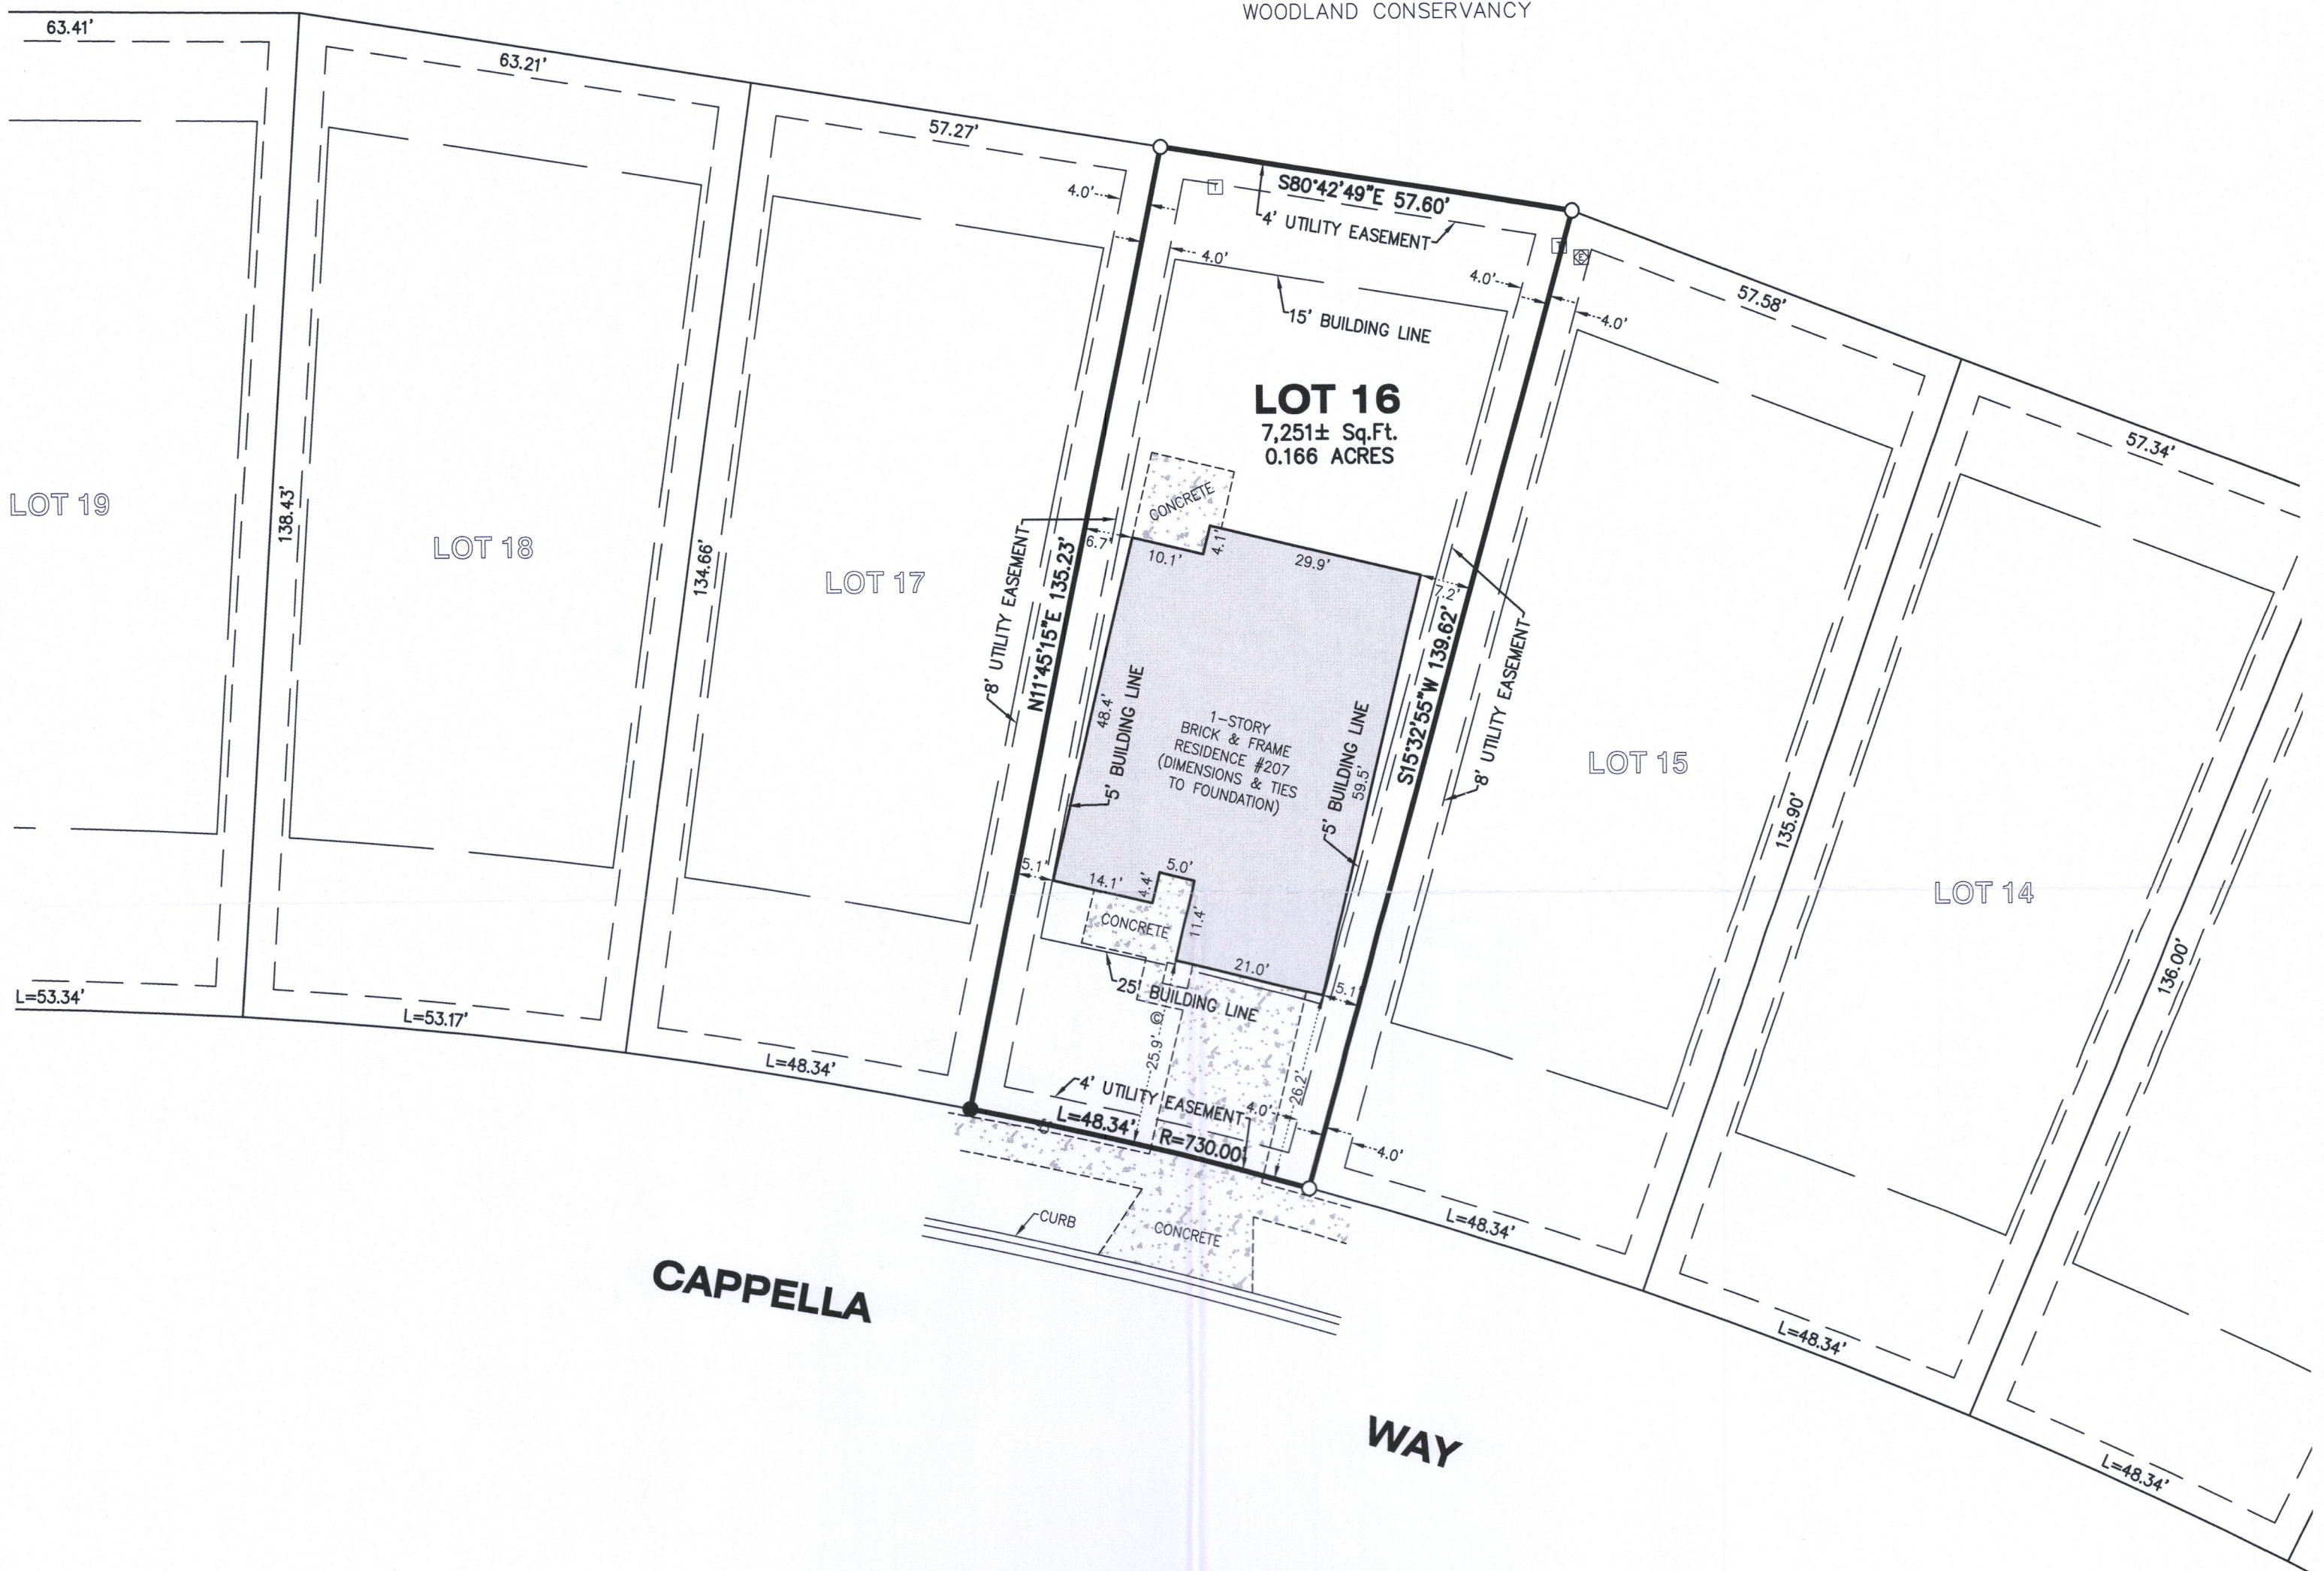 WOODLAND CONSERVANCY
63.41'
63.21'
57.27'
S80°42'49"E 57.60'
4' UTILITY EASEMENT
T
T
E
4.0'
4.0'
4.0'
4.0'
15' BUILDING LINE
57.58'
57.34'
LOT 16
7,251± Sq.Ft.
0.166 ACRES
LOT 19
138.43'
LOT 18
134.66'
LOT 17
8' UTILITY EASEMENT
N11°45'15"E 135.23'
CONCRETE
6.7'
10.1'
4.1'
29.9'
7.2'
48.4'
5' BUILDING LINE
1-STORY
BRICK & FRAME
RESIDENCE #207
(DIMENSIONS & TIES
TO FOUNDATION)
5' BUILDING LINE
59.5'
S15°32'55"W 139.62'
8' UTILITY EASEMENT
LOT 15
135.90'
LOT 14
136.00'
5.1'
14.1'
4.4'
5.0'
11.4'
CONCRETE
21.0'
5.1'
25' BUILDING LINE
©
25.9'
26.2'
4' UTILITY EASEMENT
4.0'
4.0'
L=53.34'
L=53.17'
L=48.34'
L=48.34'
R=730.00'
L=48.34'
L=48.34'
L=48.34'
CURB
CONCRETE
CAPPELLA
WAY